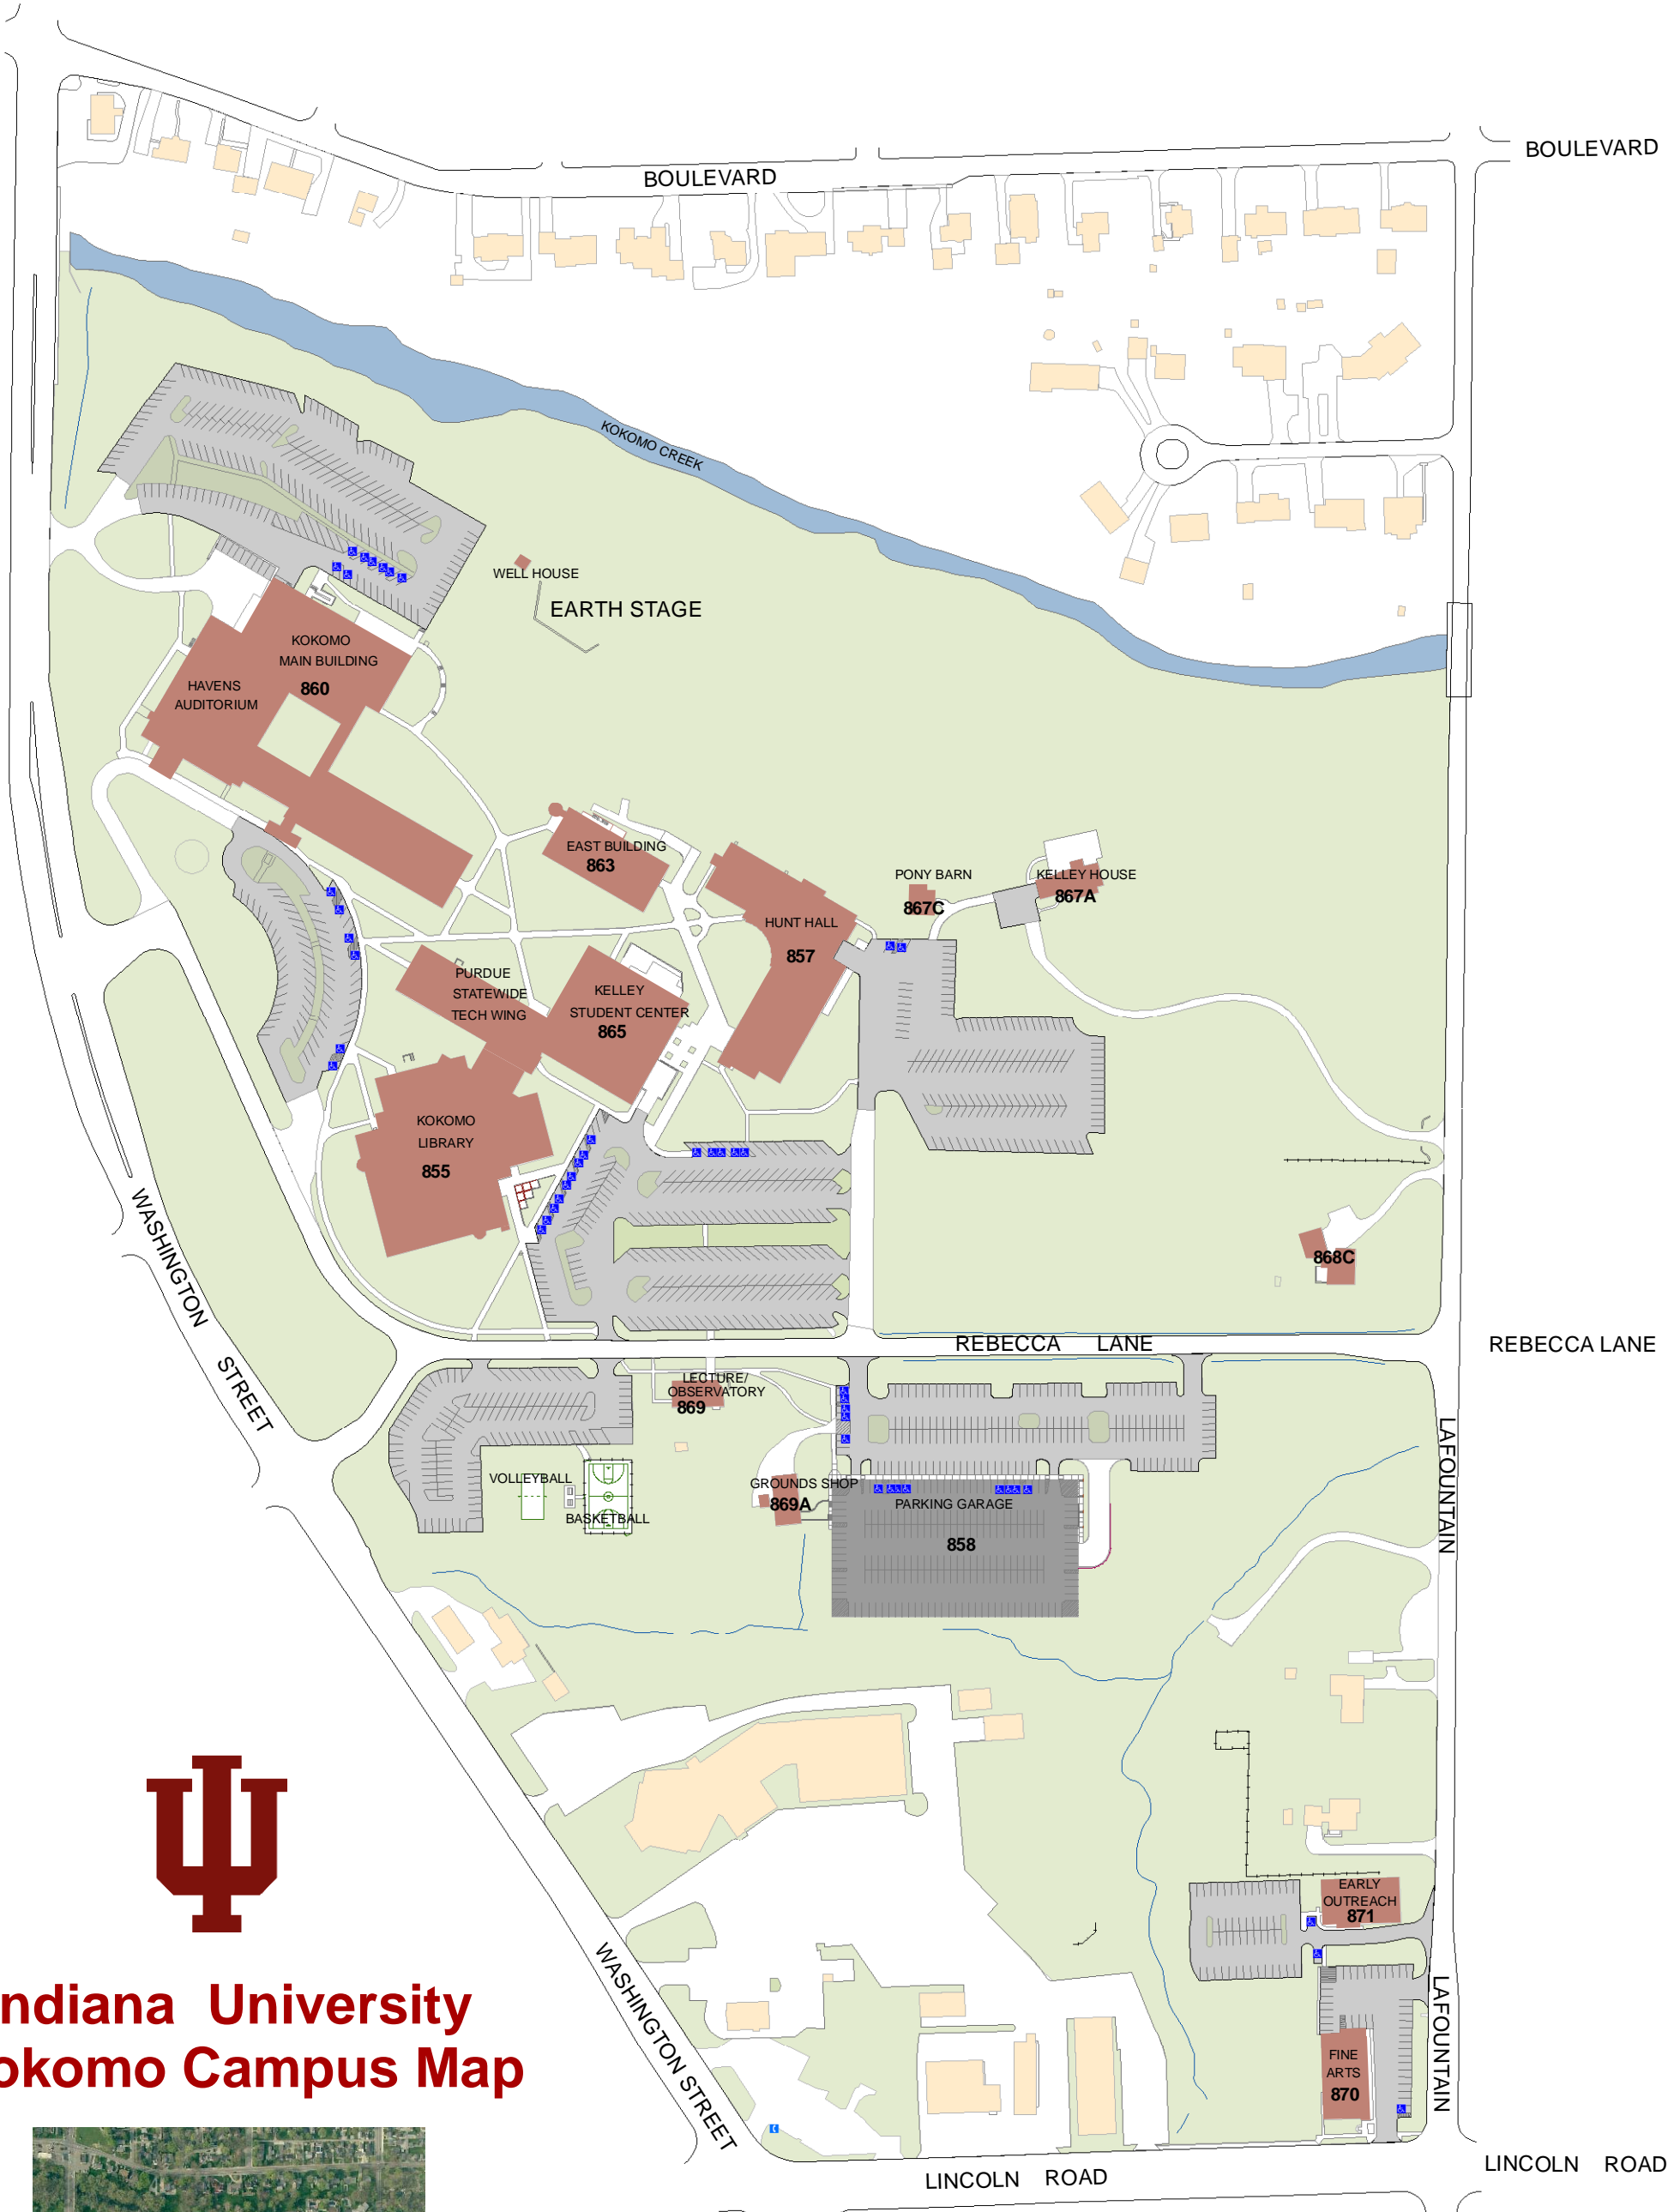 BOULEVARD
BOULEVARD
KOKOMO CREEK
WELL HOUSE
EARTH STAGE
KOKOMO
MAIN BUILDING
860
HAVENS
AUDITORIUM
EAST BUILDING
863
HUNT HALL
857
PONY BARN
867C
KELLEY HOUSE
867A
PURDUE
STATEWIDE
TECH WING
KELLEY
STUDENT CENTER
865
KOKOMO
LIBRARY
855
868C
WASHINGTON STREET
REBECCA LANE
REBECCA LANE
LECTURE/
OBSERVATORY
869
VOLLEYBALL
BASKETBALL
GROUNDS SHOP
869A
PARKING GARAGE
858
LAFOUNTAIN
EARLY
OUTREACH
871
FINE
ARTS
870
LAFOUNTAIN
WASHINGTON STREET
LINCOLN ROAD
LINCOLN ROAD
ndiana University
okomo Campus Map